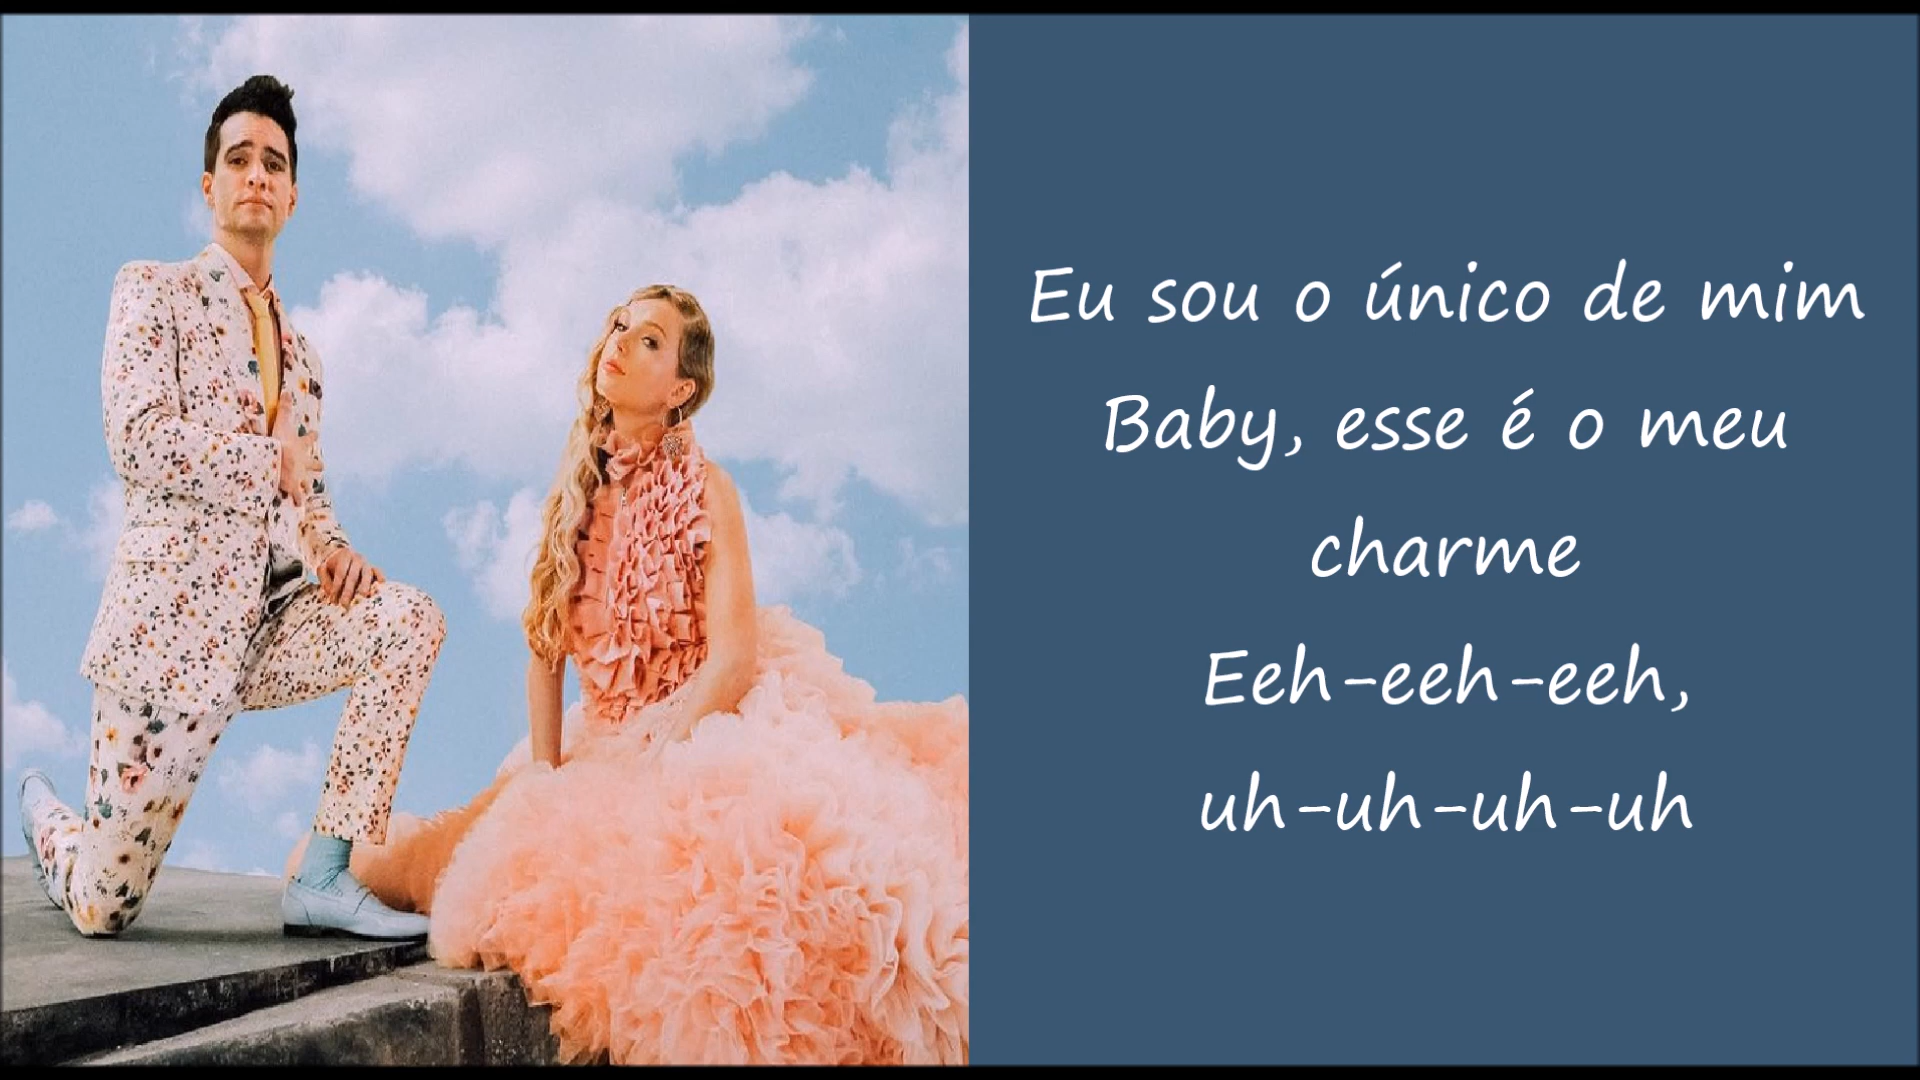 Eu sou o único de mim
Baby, esse é o meu
charme
Eeh-eeh-eeh,
uh-uh-uh-uh